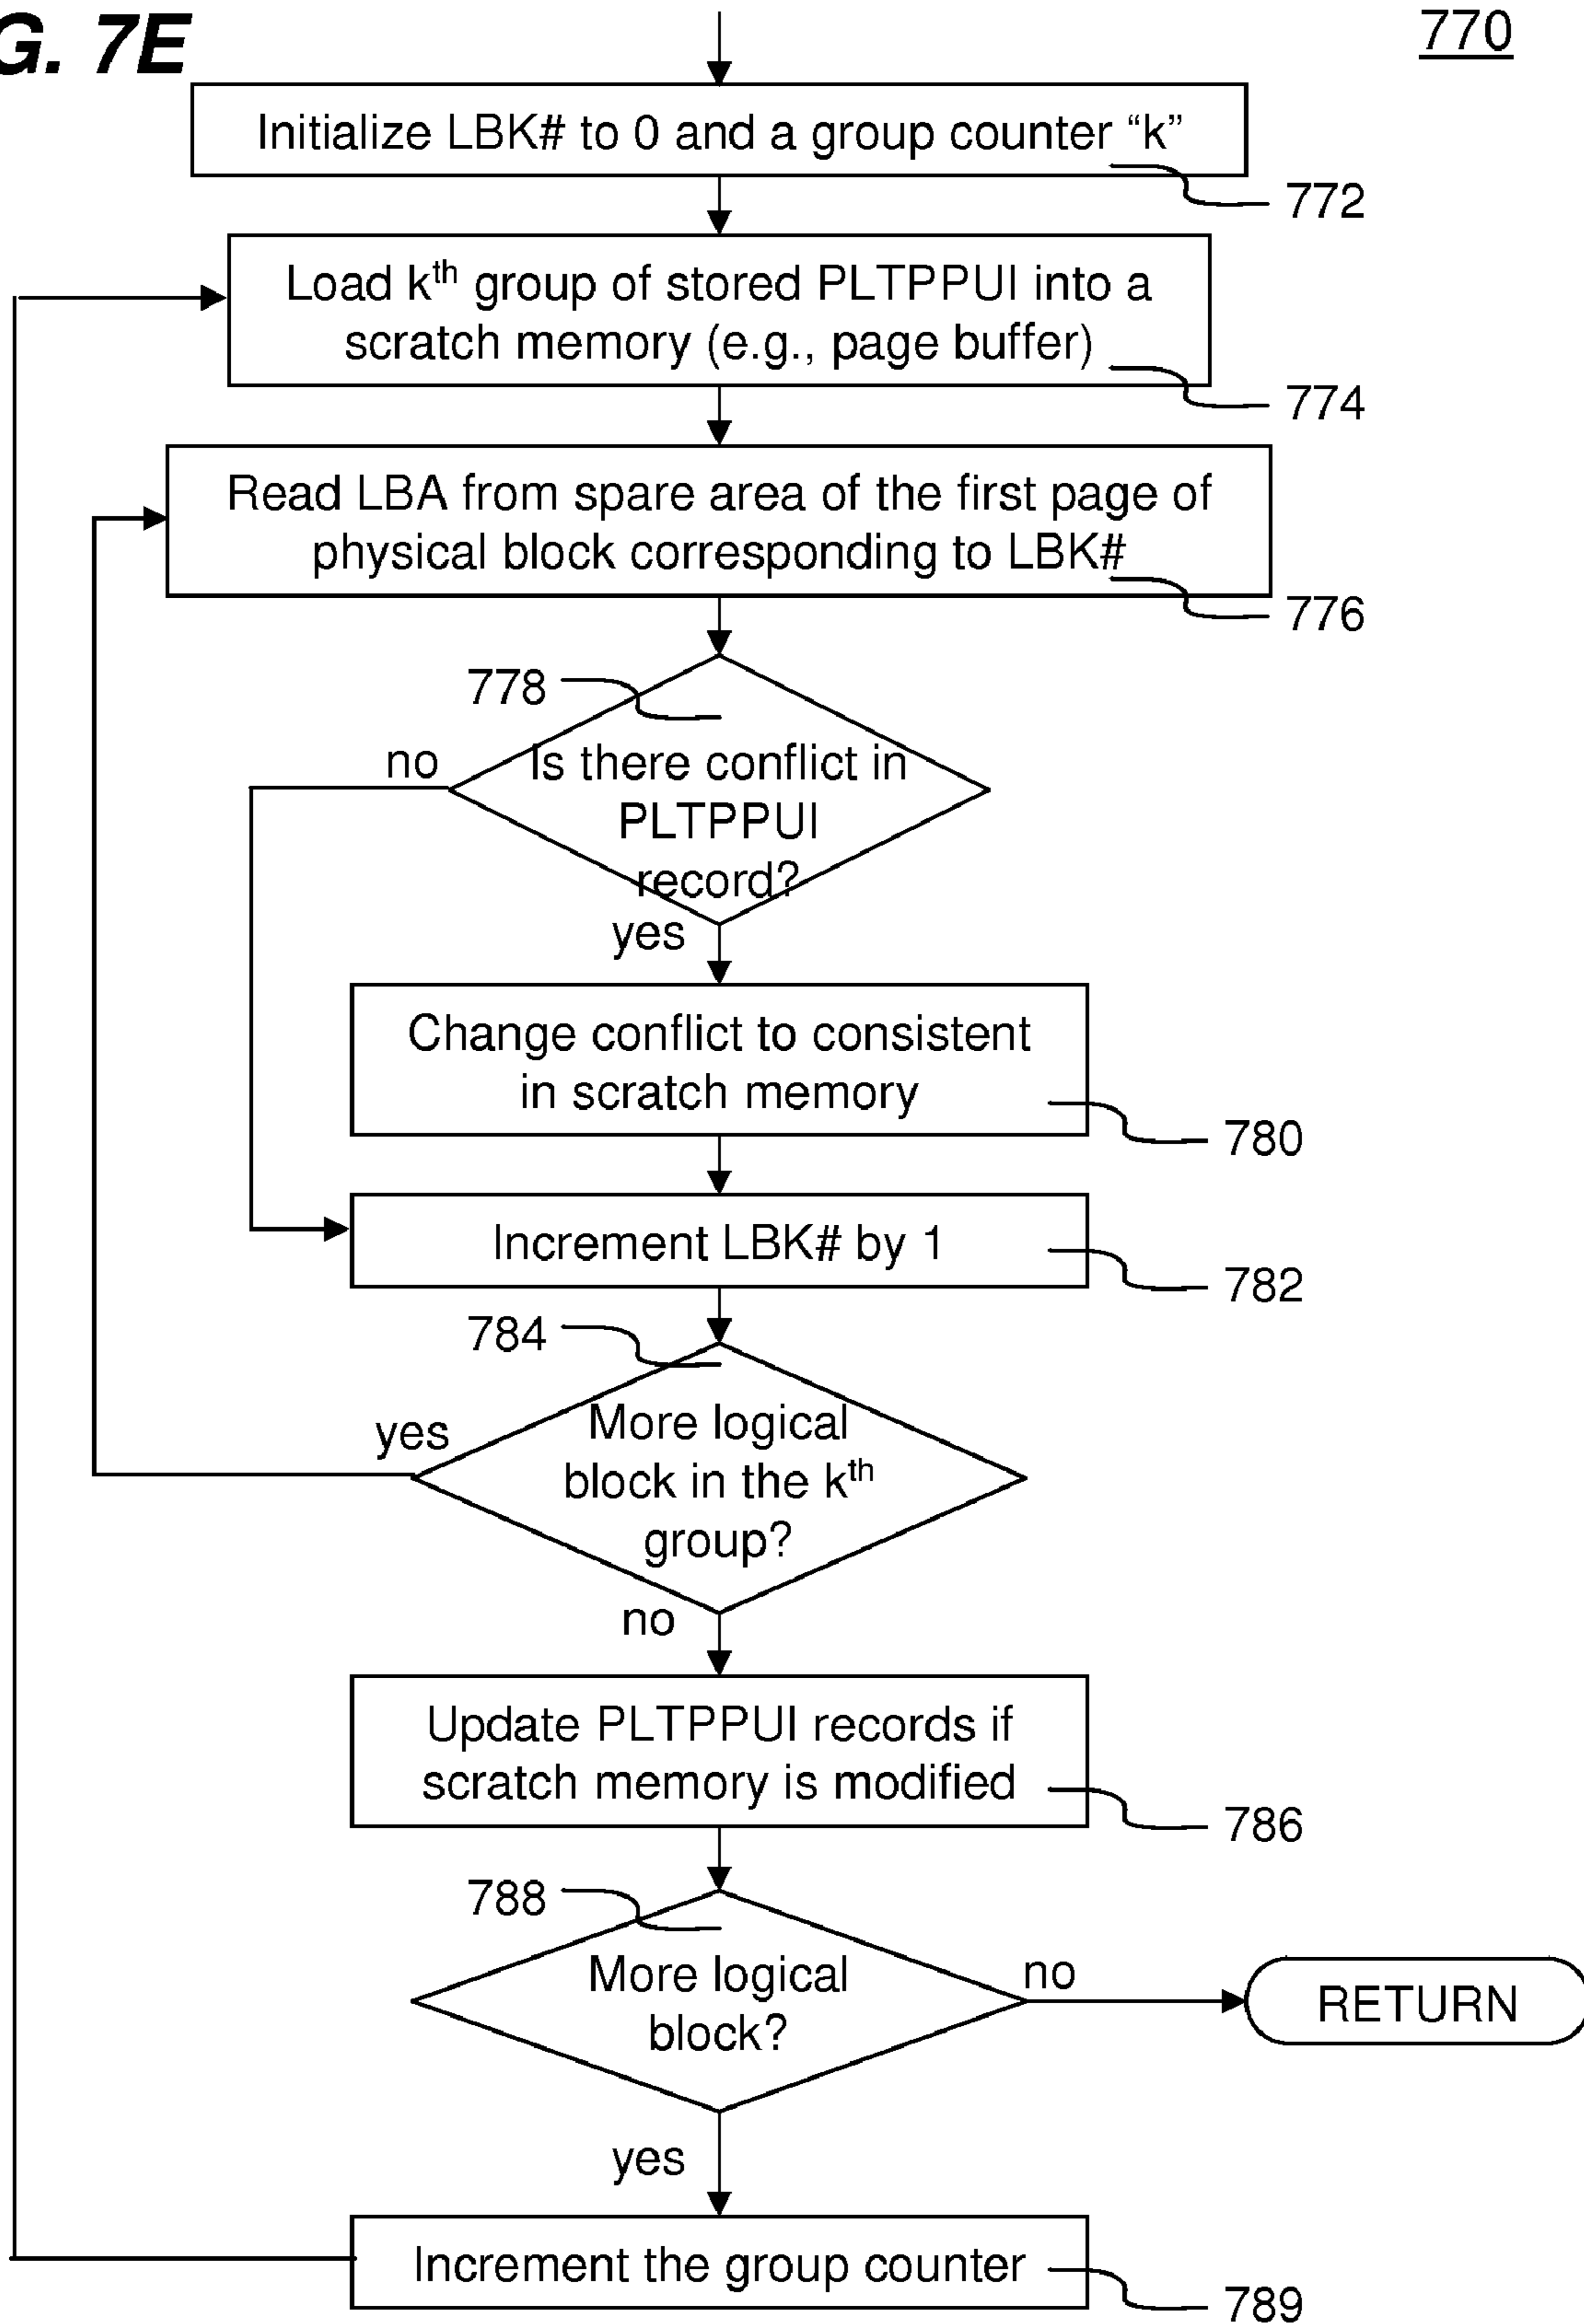 G. 7E
770
Initialize LBK# to 0 and a group counter “k”
772
Load kth group of stored PLTPPUI into a
scratch memory (e.g., page buffer)
774
Read LBA from spare area of the first page of
physical block corresponding to LBK#
776
778
no
Is there conflict in
PLTPPUI
record?
yes
Change conflict to consistent
in scratch memory
780
Increment LBK# by 1
782
784
yes
More logical
block in the kth
group?
no
Update PLTPPUI records if
scratch memory is modified
786
788
More logical
block?
no
RETURN
yes
Increment the group counter
789